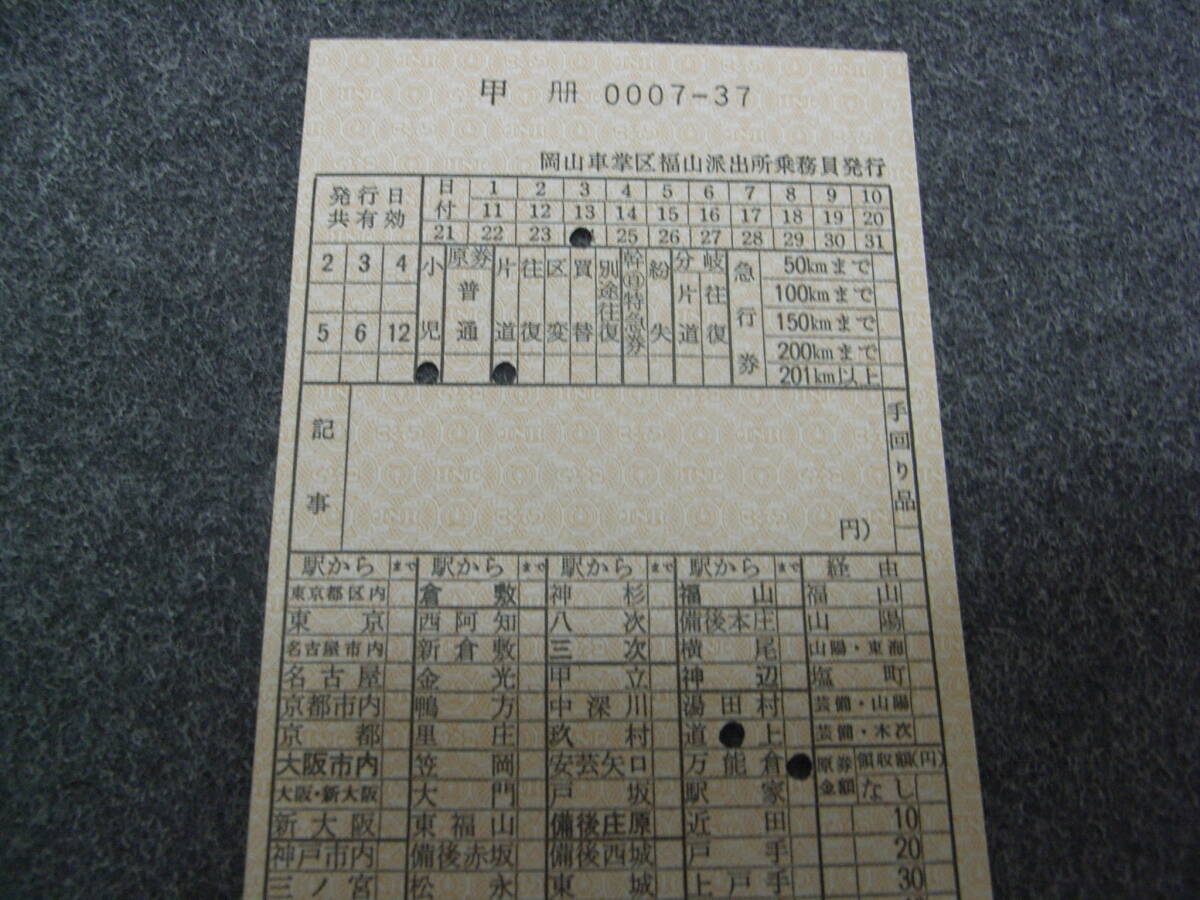 甲 冊 0007-37
岡山車掌区福山派出所乗務員発行
発行日共有効 日付 1 2 3 4 5 6 7 8 9 10
11 12 13 14 15 16 17 18 19 20
21 22 23 25 26 27 28 29 30 31
2 3 4 小児 原券普通 片道 往復 区変 買替 別途往復 幹特急券 紛失 分岐 片道 往復 急行券 50kmまで
100kmまで
5 6 12 150kmまで
200kmまで
201km以上
記事 円) 手回り品
駅から まで 駅から まで 駅から まで 駅から まで 経由
東京都区内 倉敷 神杉 福山 福山
東京 西阿知 八次 備後本庄 山陽
名古屋市内 新倉敷 三次 横尾 山陽・東海
名古屋 金光 甲立 神辺 塩町
京都市内 鴨方 中深川 湯田村 芸備・山陽
京都 里庄 玖村 道上 芸備・木次
大阪市内 笠岡 安芸矢口 万能倉 原券金額 領収額(円)
大阪・新大阪 大門 戸坂 駅家 なし
新大阪 東福山 備後庄原 近田 10
神戸市内 備後赤坂 備後西城 戸手 20
三ノ宮 松永 東城 上戸手 30